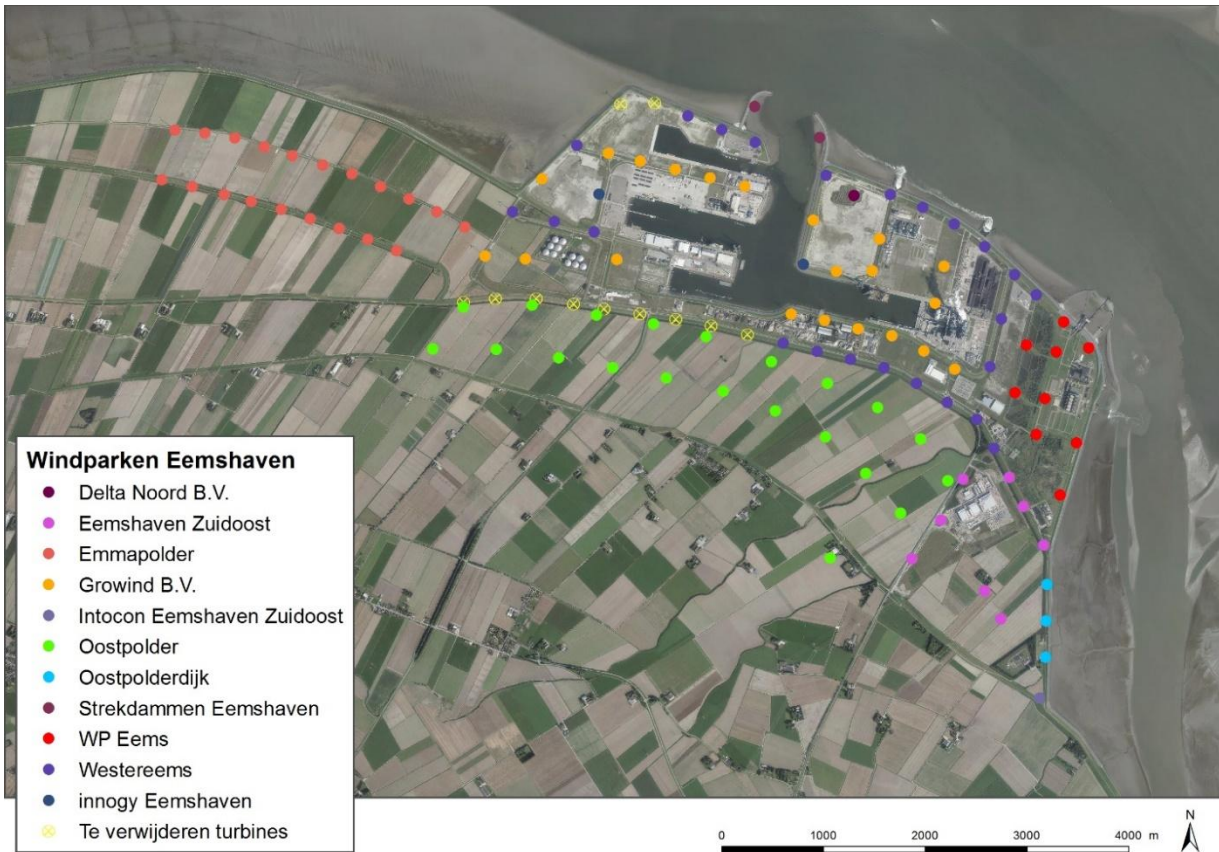 Windparken Eemshaven
Delta Noord B.V.
Eemshaven Zuidoost
Emmapolder
Growind B.V.
Intocon Eemshaven Zuidoost
Oostpolder
Oostpolderdijk
Strekdammen Eemshaven
WP Eems
Westereems
innogy Eemshaven
Te verwijderen turbines
0 1000 2000 3000 4000 m
N